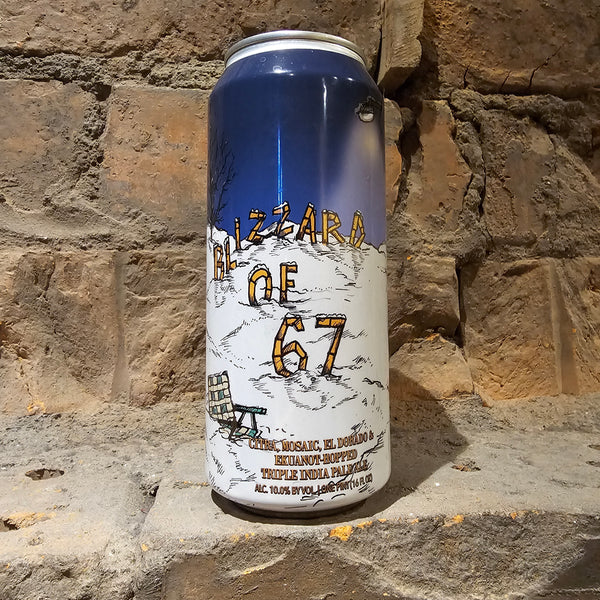 BLIZZARD
OF
67
CITRA, MOSAIC, EL DORADO &
EKUANOT-HOPPED
TRIPLE INDIA PALE ALE
ALC. 10.0% BY VOL. | ONE PINT (16 FL OZ)